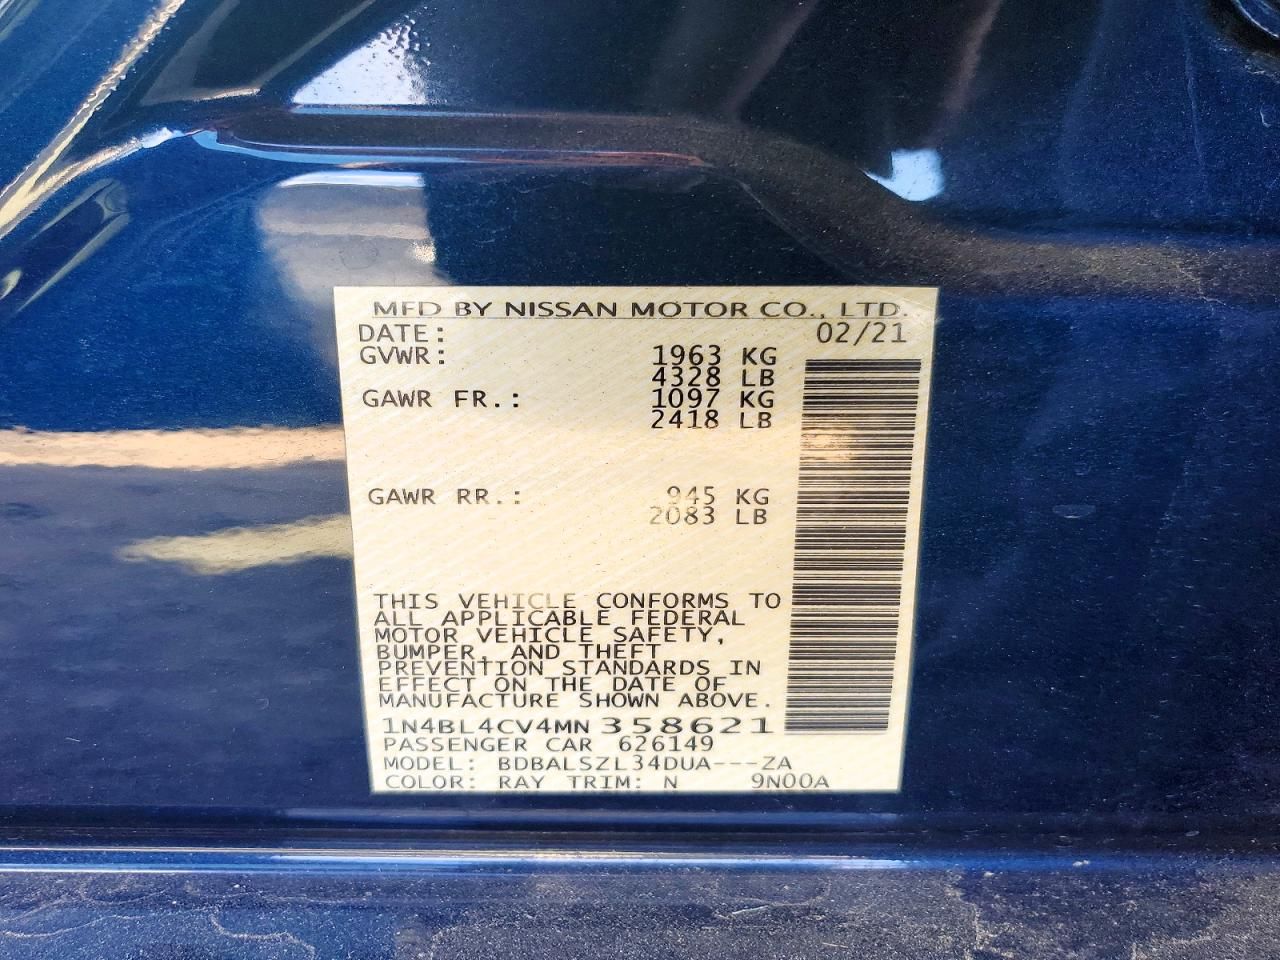 MFD BY NISSAN MOTOR CO., LTD.
DATE: 02/21
GVWR: 1963 KG
4328 LB
GAWR FR.: 1097 KG
2418 LB
GAWR RR.: 945 KG
2083 LB
THIS VEHICLE CONFORMS TO
ALL APPLICABLE FEDERAL
MOTOR VEHICLE SAFETY,
BUMPER, AND THEFT
PREVENTION STANDARDS IN
EFFECT ON THE DATE OF
MANUFACTURE SHOWN ABOVE.
1N4BL4CV4MN358621
PASSENGER CAR 626149
MODEL: BDBALSZL34DUA---ZA
COLOR: RAY TRIM: N 9N00A